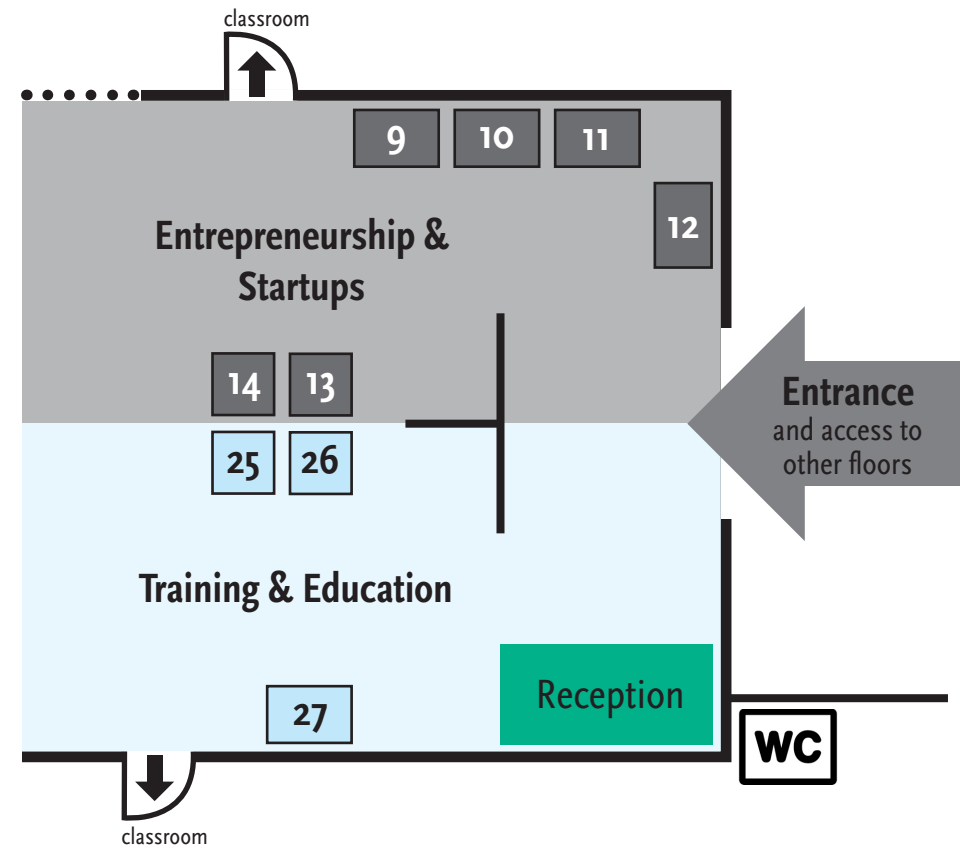 classroom
9
10
11
12
Entrepreneurship &
Startups
14
13
Entrance
and access to
other floors
25
26
Training & Education
Reception
27
WC
classroom